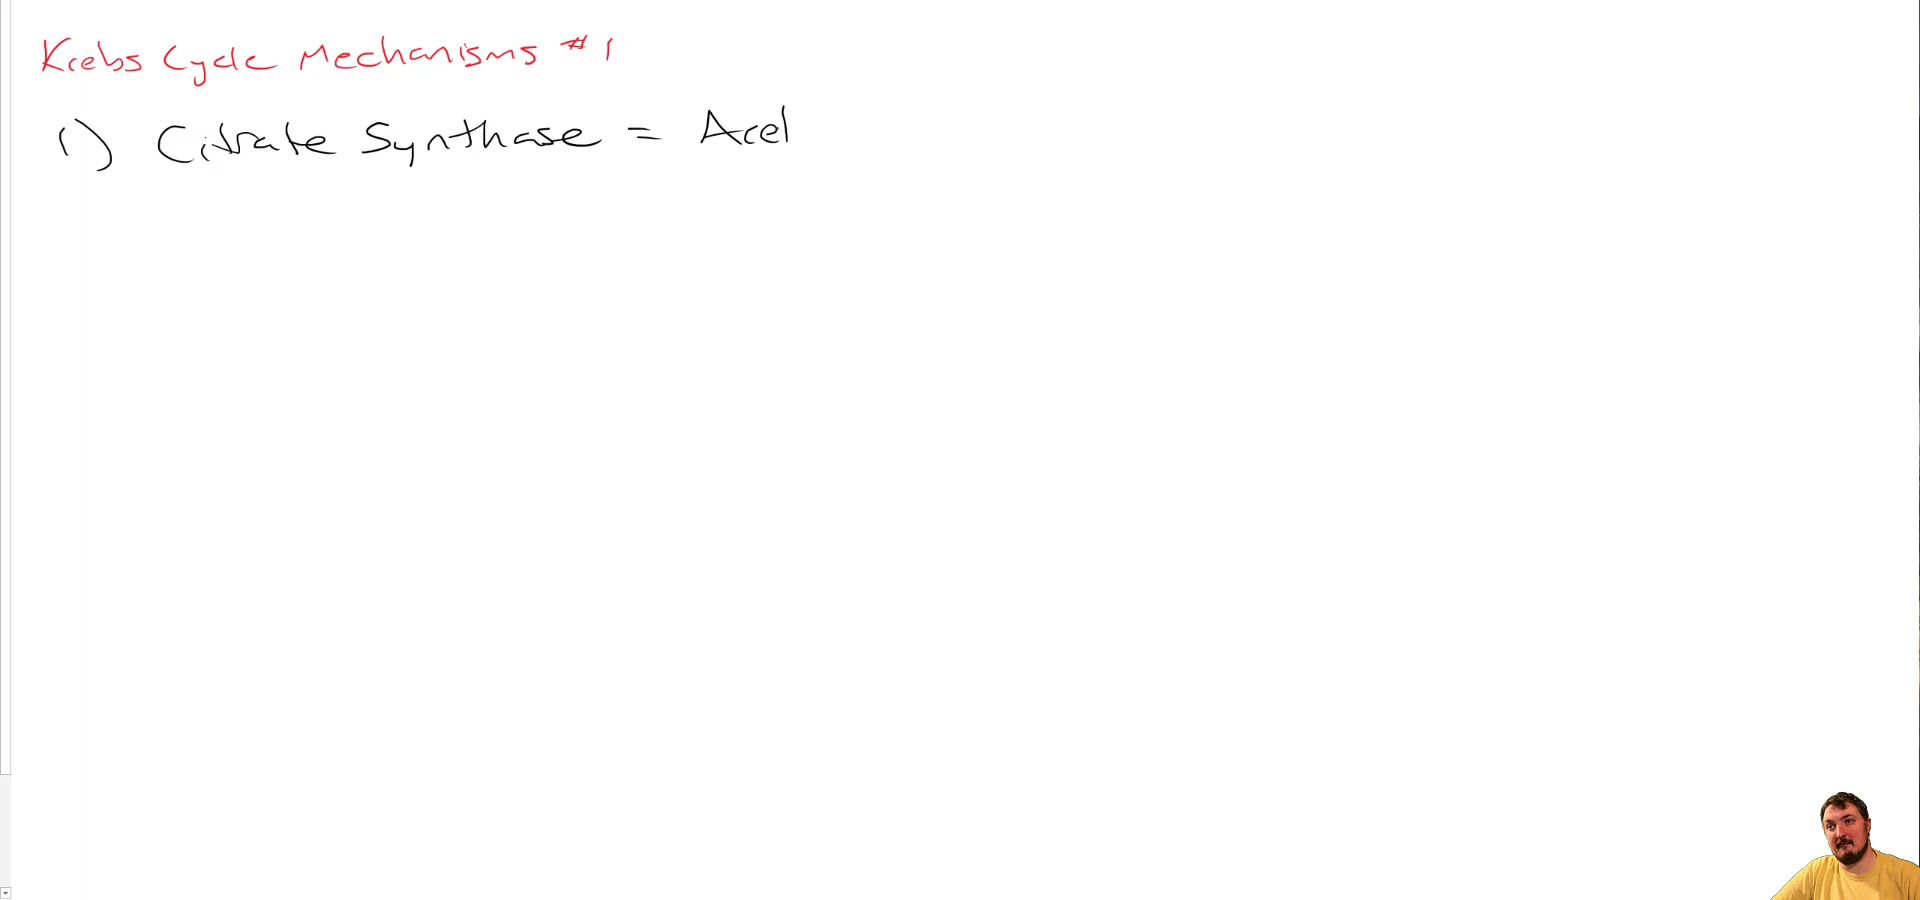 Krebs Cycle Mechanisms #1
1) Citrate Synthase = Acel